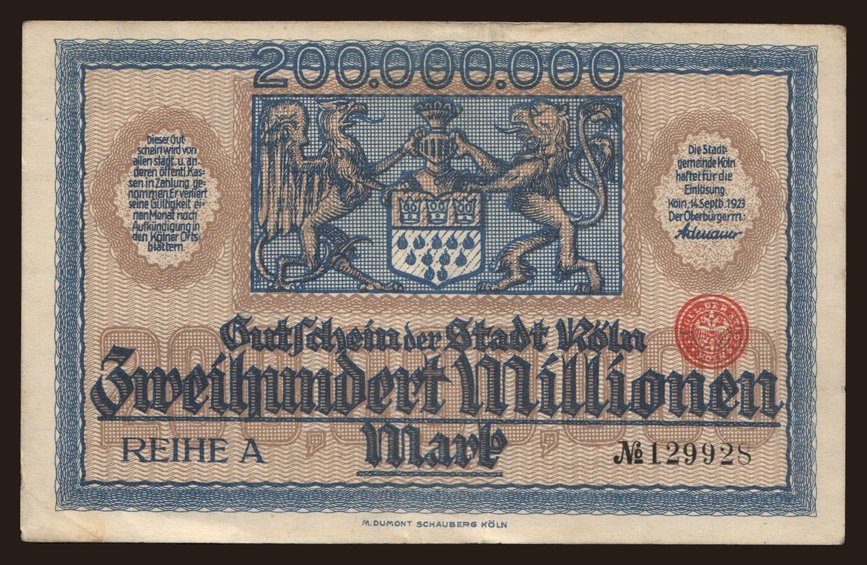 200.000.000
Dieser Gut
schein wird von
allen städt. u. an
deren öffentl. Kas-
sen in Zahlung ge-
nommen. Er verliert
seine Gültigkeit ei-
nen Monat nach
Aufkündigung in
den Kölner Orts-
blättern.
Die Stadt-
gemeinde Köln
haftet für die
Einlösung.
Köln, 14. Septb. 1923
Der Oberbürgerm.:
Adenauer
Gutschein der Stadt Köln
Zweihundert Millionen
Mark
REIHE A
№ 129928
M. DUMONT SCHAUBERG KÖLN